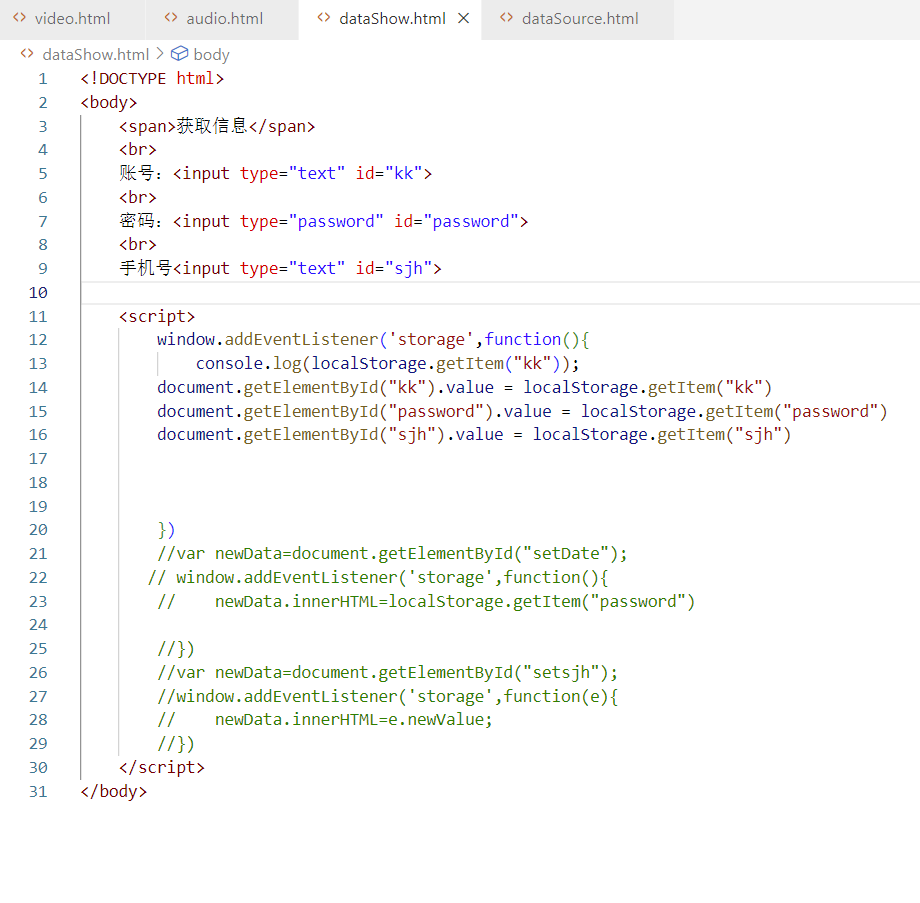 video.html audio.html dataShow.html dataSource.html
dataShow.html > body
1 <!DOCTYPE html>
2 <body>
3 <span>获取信息</span>
4 <br>
5 账号：<input type="text" id="kk">
6 <br>
7 密码：<input type="password" id="password">
8 <br>
9 手机号<input type="text" id="sjh">
10
11 <script>
12 window.addEventListener('storage',function(){
13 console.log(localStorage.getItem("kk"));
14 document.getElementById("kk").value = localStorage.getItem("kk")
15 document.getElementById("password").value = localStorage.getItem("password")
16 document.getElementById("sjh").value = localStorage.getItem("sjh")
17
18
19
20 })
21 //var newData=document.getElementById("setDate");
22 // window.addEventListener('storage',function(){
23 //    newData.innerHTML=localStorage.getItem("password")
24
25 //})
26 //var newData=document.getElementById("setsjh");
27 //window.addEventListener('storage',function(e){
28 //    newData.innerHTML=e.newValue;
29 //})
30 </script>
31 </body>